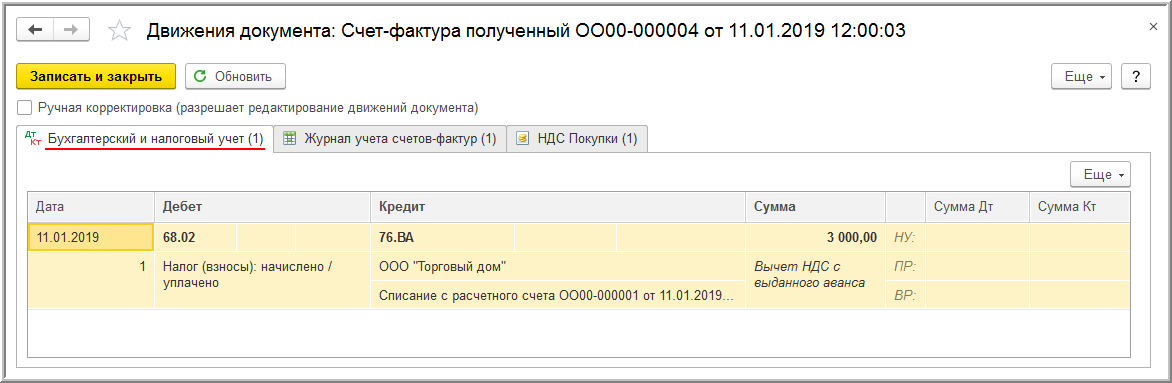 Движения документа: Счет-фактура полученный ОО00-000004 от 11.01.2019 12:00:03
Записать и закрыть Обновить Еще ?
Ручная корректировка (разрешает редактирование движений документа)
Дт Кт Бухгалтерский и налоговый учет (1) Журнал учета счетов-фактур (1) НДС Покупки (1)
Еще
Дата Дебет Кредит Сумма Сумма Дт Сумма Кт
11.01.2019 68.02 76.ВА 3 000,00 НУ:
1 Налог (взносы): начислено / ООО "Торговый дом" Вычет НДС с ПР:
уплачено Списание с расчетного счета ОО00-000001 от 11.01.2019... выданного аванса ВР: